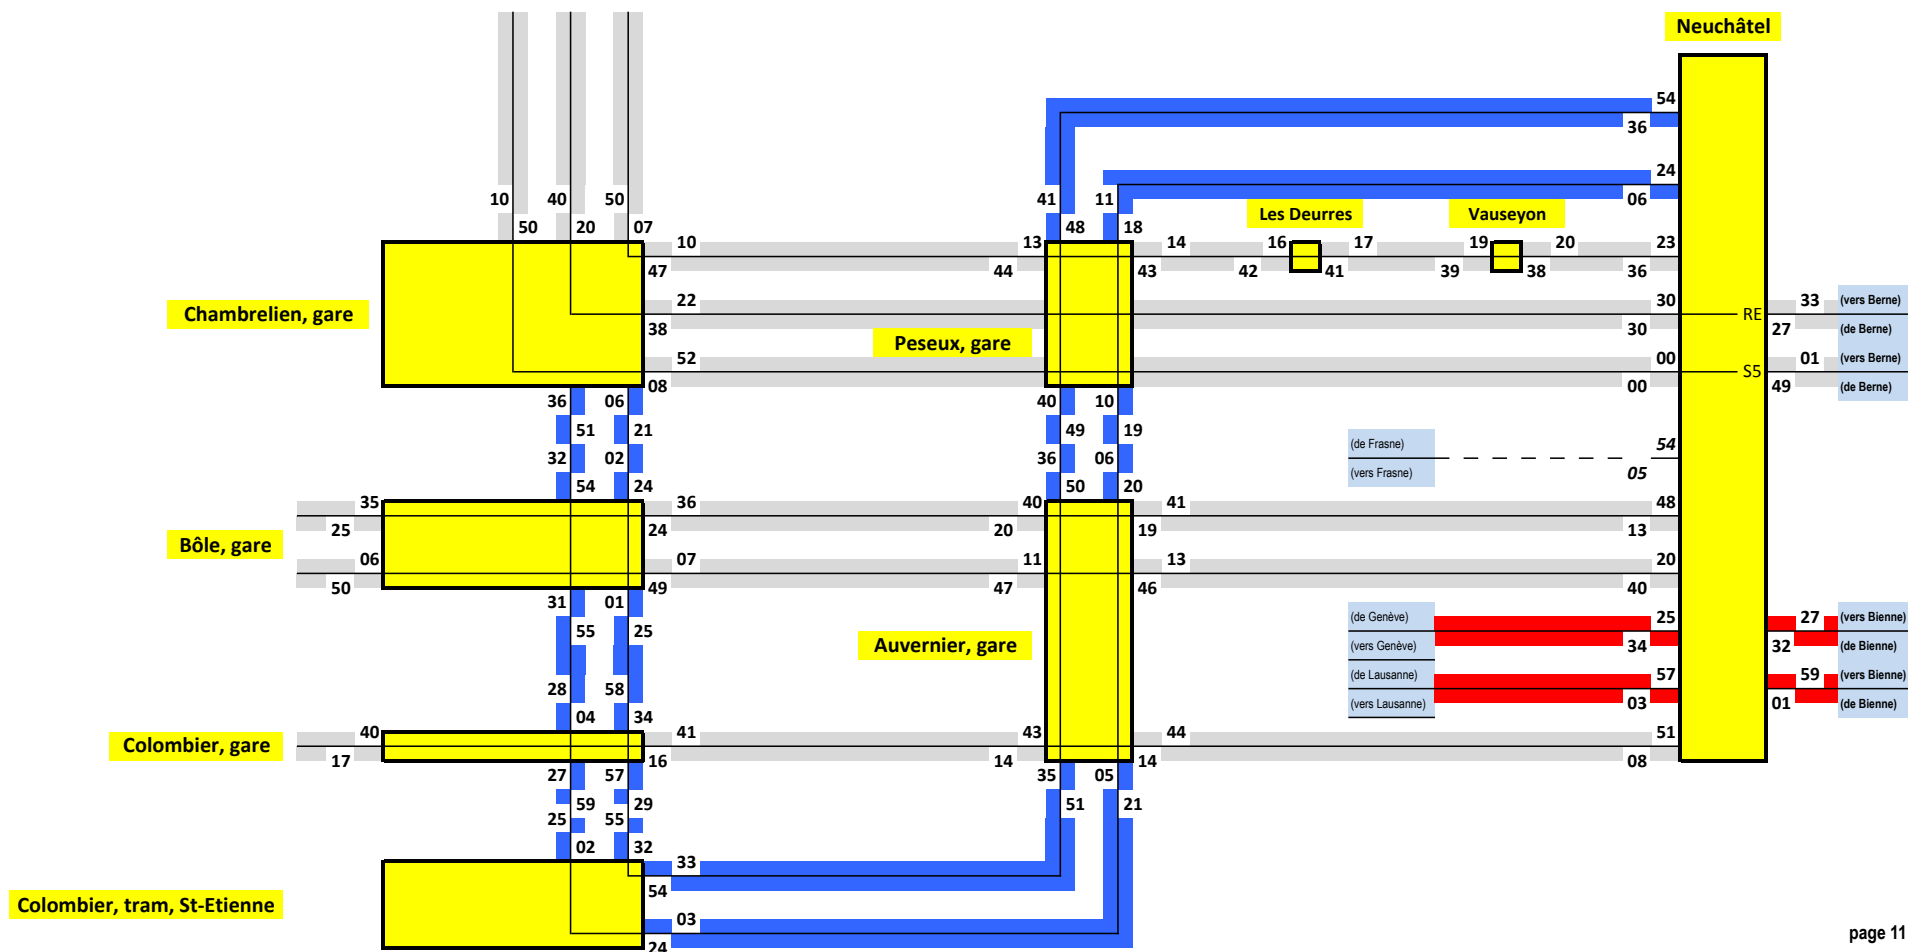 Neuchâtel
54
36
24
10 40 50 41 11 06
50 20 07 48 18 Les Deurres Vauseyon
10 13 14 16 17 19 20 23
47 44 43 42 41 39 38 36
22 30 33 (vers Berne)
Chambrelien, gare RE
38 30 27 (de Berne)
Peseux, gare
52 00 01 (vers Berne)
S5
08 00 49 (de Berne)
36 06 40 10
51 21 49 19
(de Frasne) 54
32 02 36 06
(vers Frasne) 05
54 24 50 20
35 36 40 41 48
25 24 20 19 13
Bôle, gare
06 07 11 13 20
50 49 47 46 40
31 01
(de Genève) 25 27 (vers Bienne)
55 25
Auvernier, gare
(vers Genève) 34 32 (de Bienne)
(de Lausanne) 57 59 (vers Bienne)
28 58
(vers Lausanne) 03 01 (de Bienne)
04 34
40 41 43 44 51
Colombier, gare
17 16 14 14 08
27 57 35 05
59 29 51 21
25 55
02 32
33
54
Colombier, tram, St-Etienne
03
24
page 11